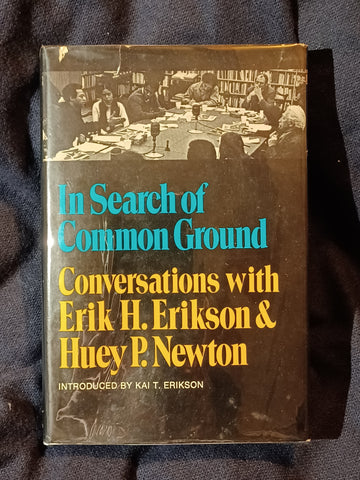 In Search of
Common Ground
Conversations with
Erik H. Erikson &
Huey P. Newton
INTRODUCED BY KAI T. ERIKSON